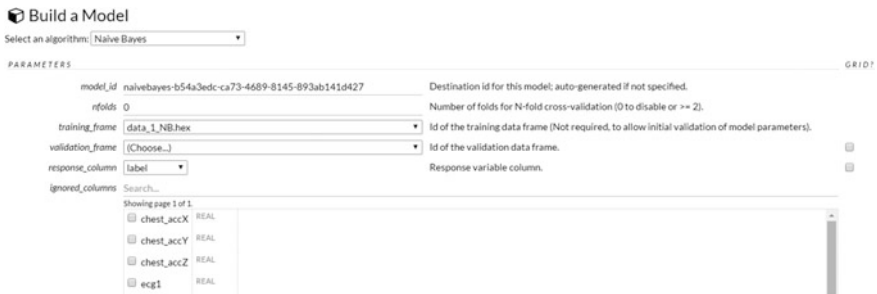 Build a Model
Select an algorithm: Naive Bayes
PARAMETERS GRID?
model_id naivebayes-b54a3edc-ca73-4689-8145-893ab141d427 Destination id for this model; auto-generated if not specified.
nfolds 0 Number of folds for N-fold cross-validation (0 to disable or >= 2).
training_frame data_1_NB.hex Id of the training data frame (Not required, to allow initial validation of model parameters).
validation_frame (Choose...) Id of the validation data frame.
response_column label Response variable column.
ignored_columns Search...
Showing page 1 of 1.
chest_accX REAL
chest_accY REAL
chest_accZ REAL
ecg1 REAL